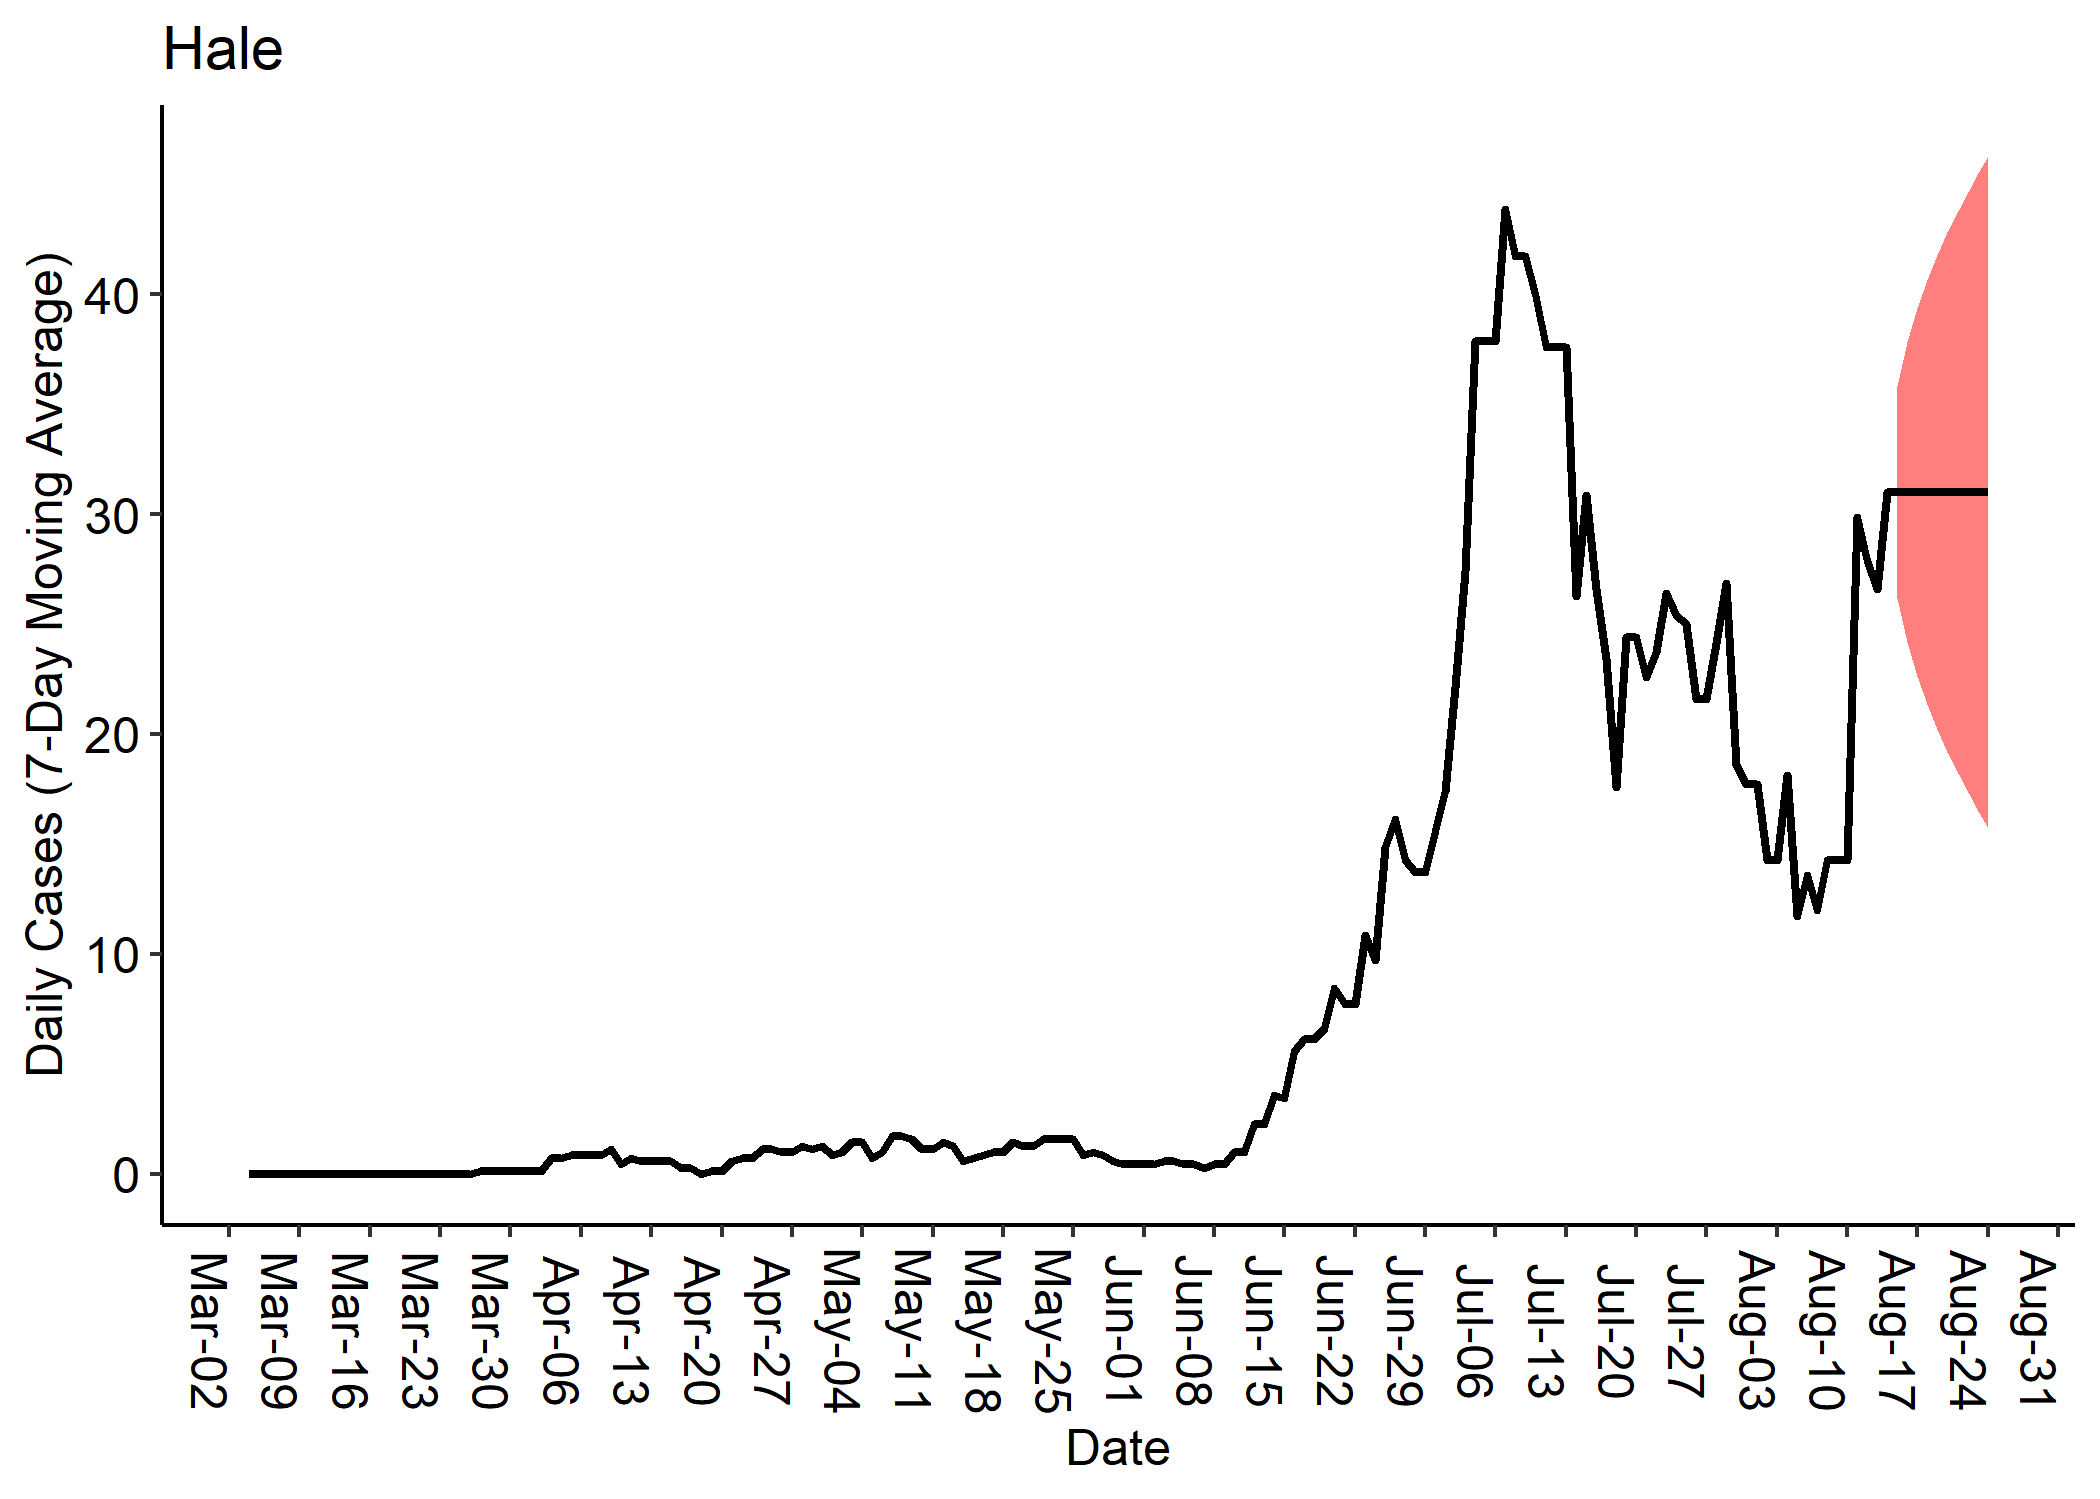 Hale
Daily Cases (7-Day Moving Average)
40
30
20
10
0
Mar-02
Mar-09
Mar-16
Mar-23
Mar-30
Apr-06
Apr-13
Apr-20
Apr-27
May-04
May-11
May-18
May-25
Jun-01
Jun-08
Jun-15
Jun-22
Jun-29
Jul-06
Jul-13
Jul-20
Jul-27
Aug-03
Aug-10
Aug-17
Aug-24
Aug-31
Date